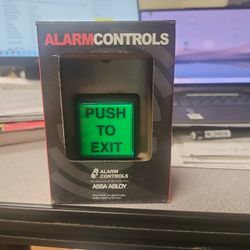 ALARMCONTROLS
PUSH
TO
EXIT
ALARM
CONTROLS
ASSA ABLOY